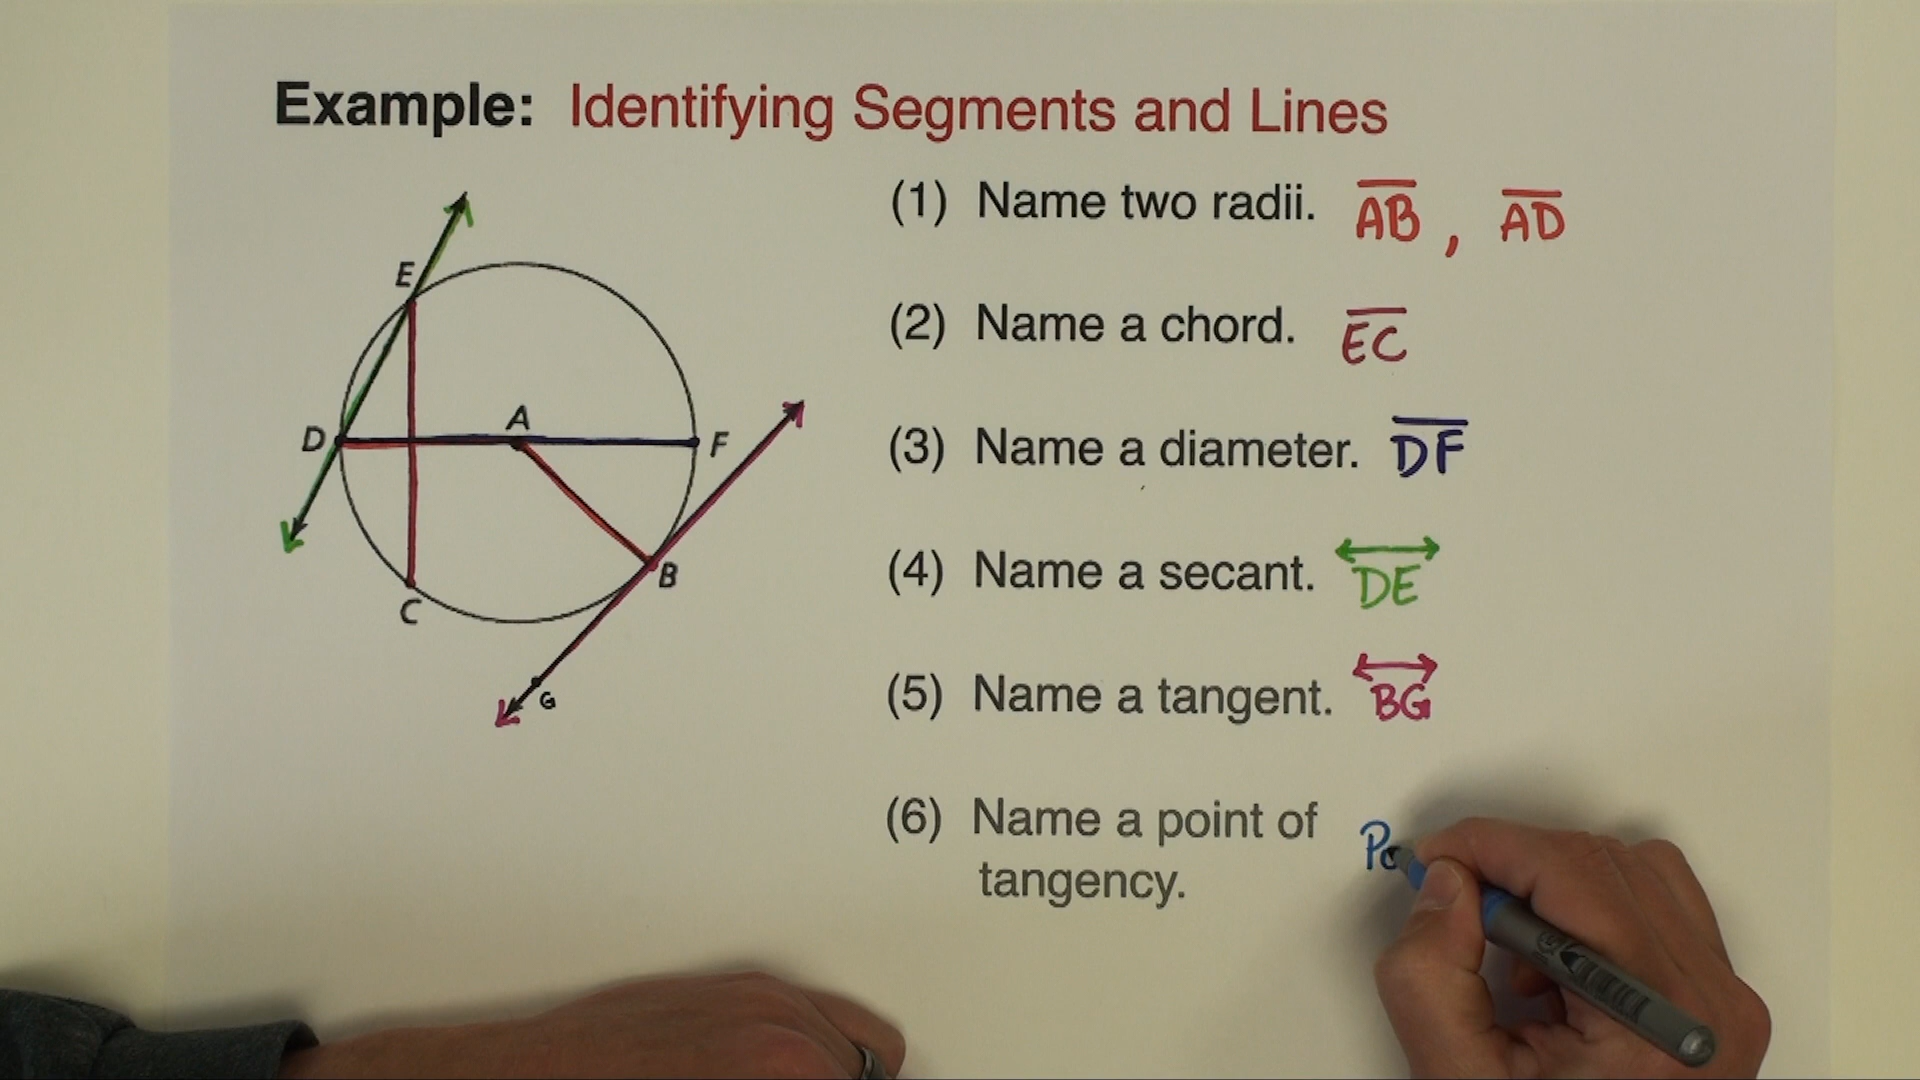 Example: Identifying Segments and Lines
(1) Name two radii. AB, AD
(2) Name a chord. EC
(3) Name a diameter. DF
(4) Name a secant. DE
(5) Name a tangent. BG
(6) Name a point of Po
tangency.
E
A
D
F
B
C
G